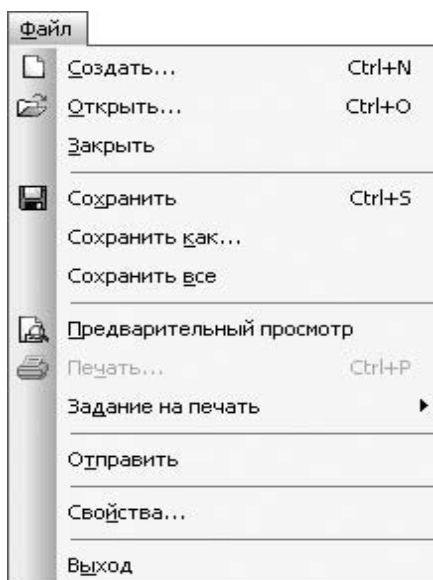 Файл
Создать... Ctrl+N
Открыть... Ctrl+O
Закрыть
Сохранить Ctrl+S
Сохранить как...
Сохранить все
Предварительный просмотр
Печать... Ctrl+P
Задание на печать
Отправить
Свойства...
Выход